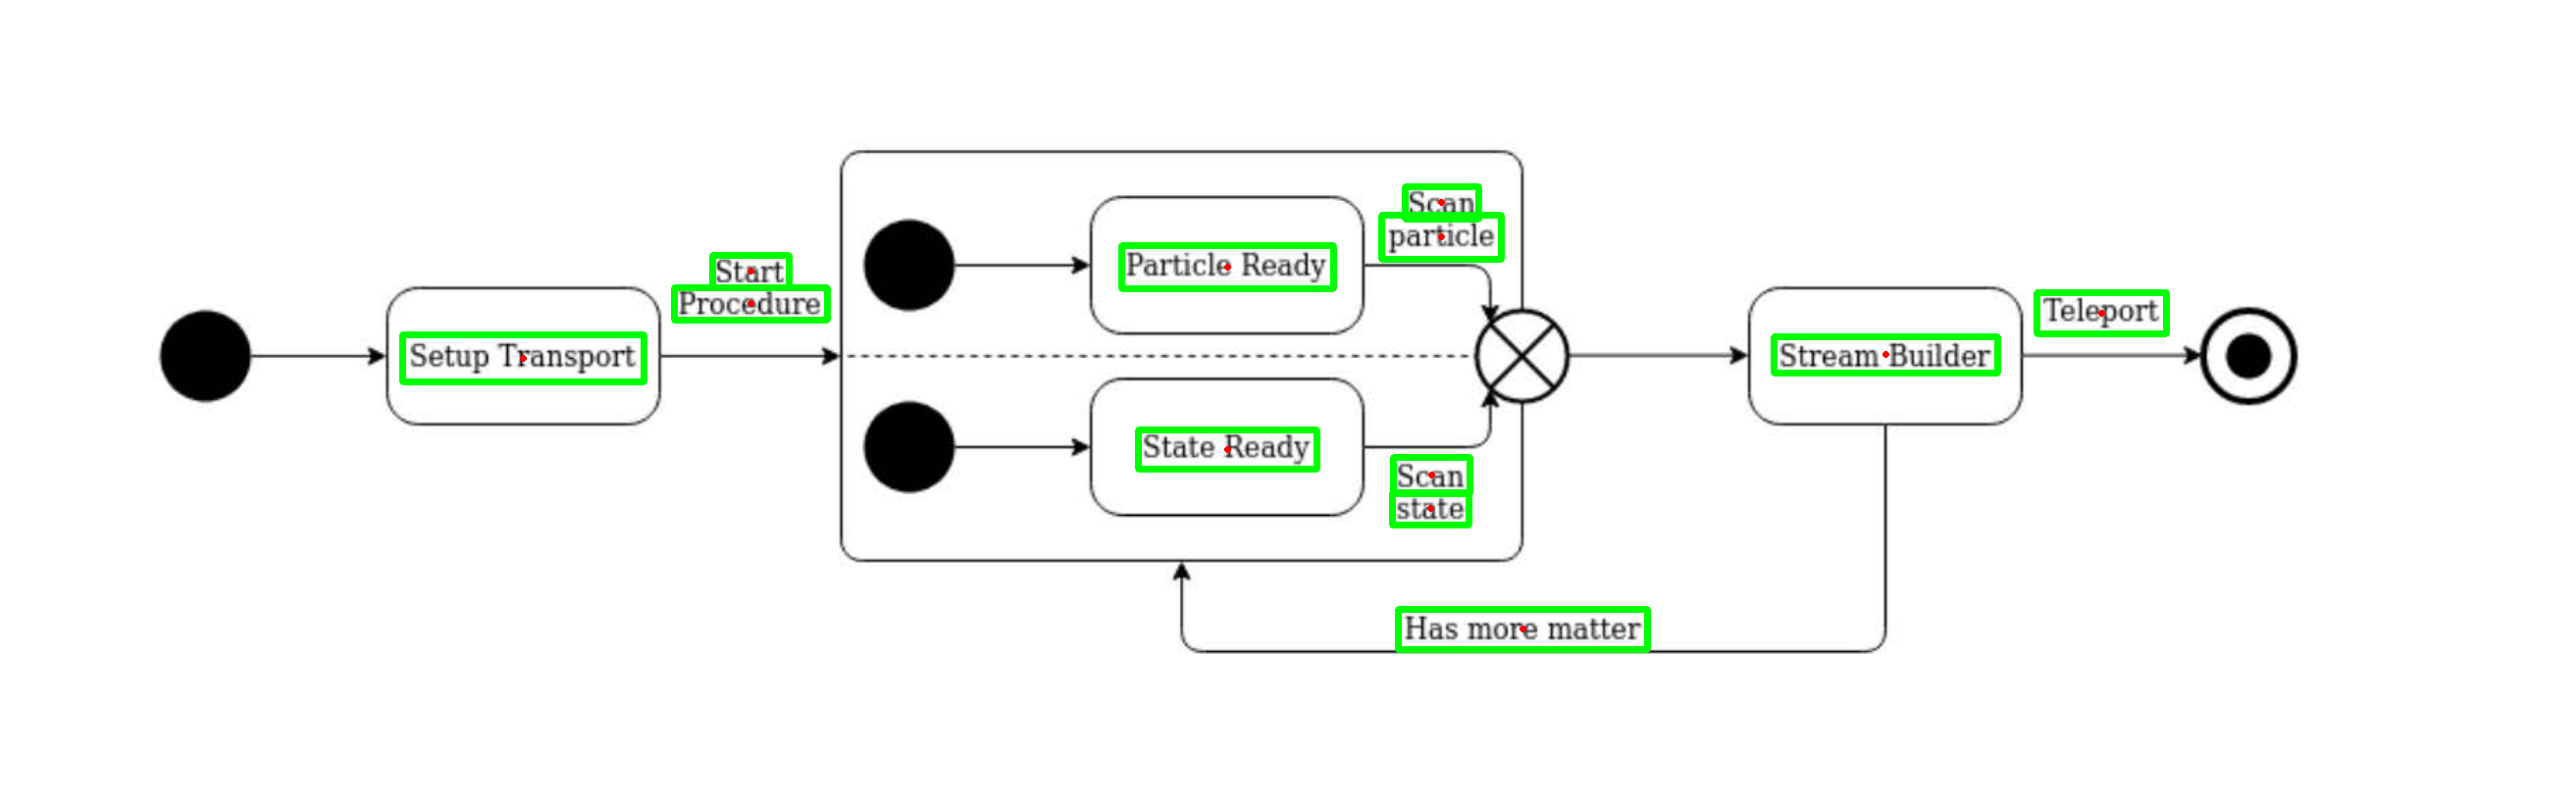 Setup Transport
Start
Procedure
Particle Ready
Scan
particle
State Ready
Scan
state
Stream Builder
Teleport
Has more matter